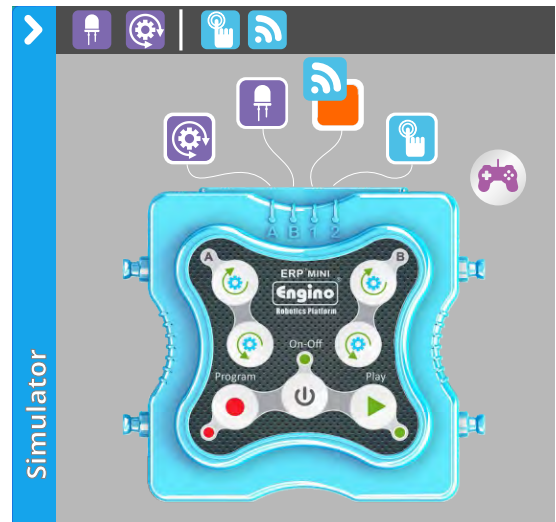 Simulator
A B 1 2
A
B
ERP MINI
Engino
Robotics Platform
On-Off
Program
Play